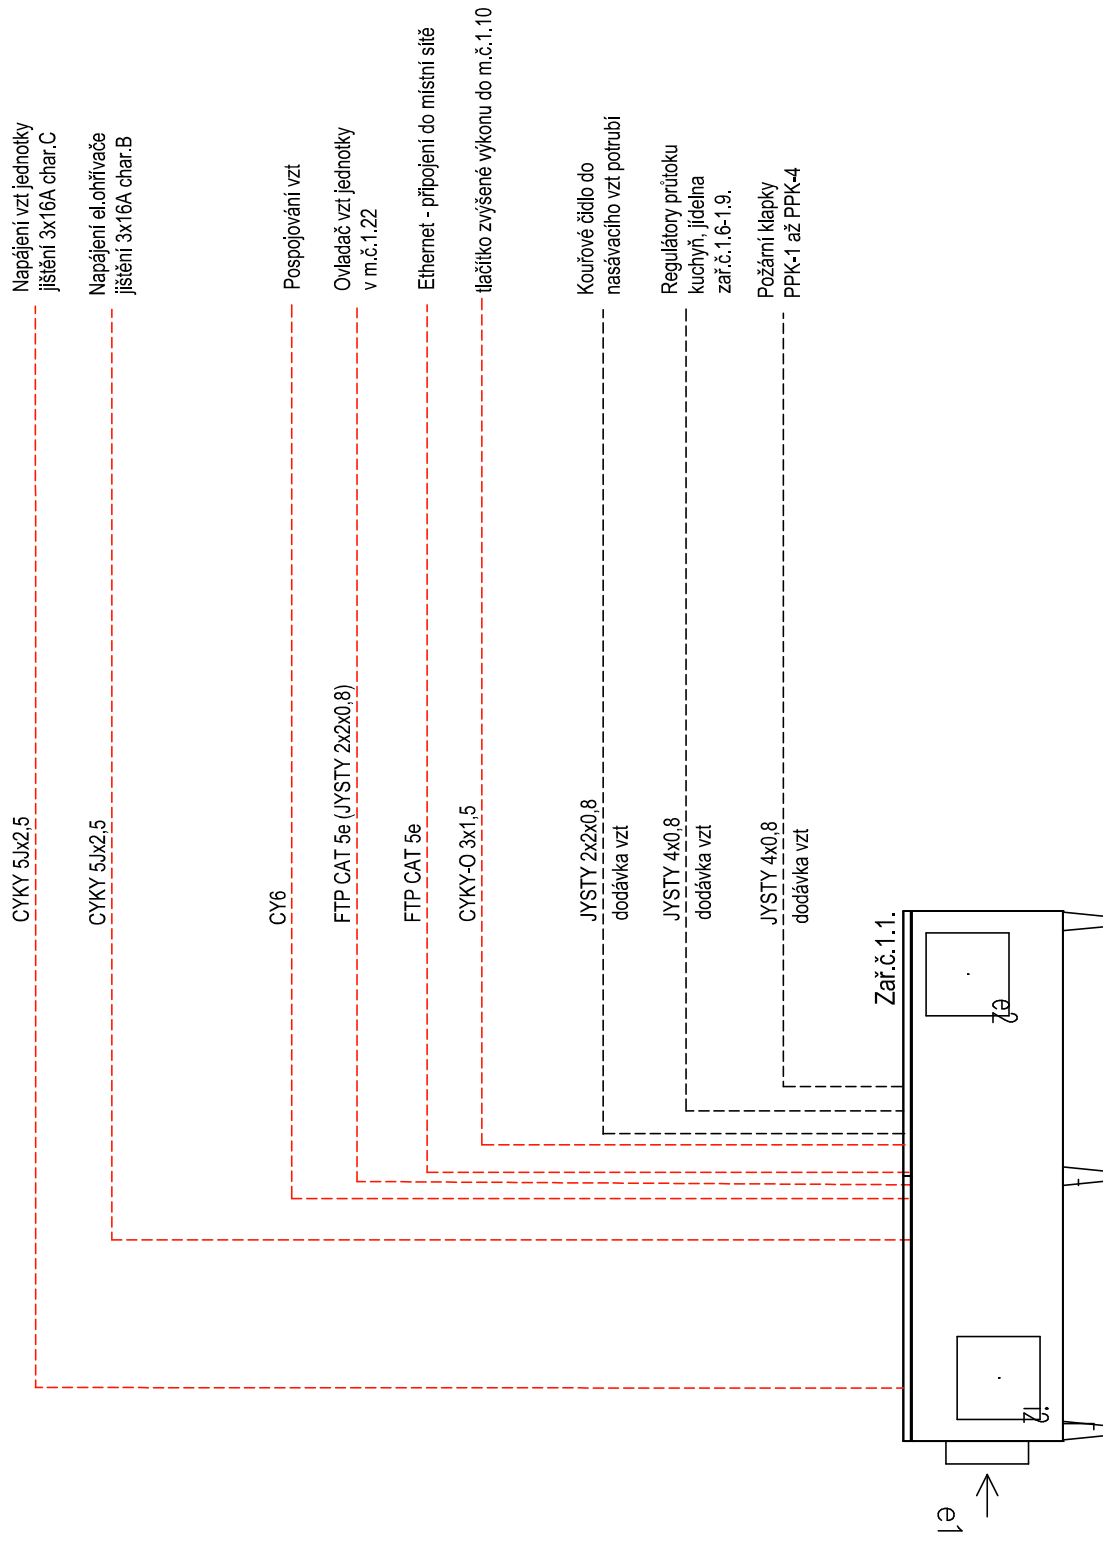 Napájení vzt jednotky
jištění 3x16A char.C
CYKY 5Jx2,5
Napájení el.ohřívače
jištění 3x16A char.B
CYKY 5Jx2,5
Pospojování vzt
CY6
Ovladač vzt jednotky
v m.č.1.22
FTP CAT 5e (JYSTY 2x2x0,8)
Ethernet - připojení do místní sítě
FTP CAT 5e
tlačítko zvýšené výkonu do m.č.1.10
CYKY-O 3x1,5
Kouřové čidlo do
nasávacího vzt potrubí
JYSTY 2x2x0,8
dodávka vzt
Regulátory průtoku
kuchyň, jídelna
zař.č.1.6-1.9.
JYSTY 4x0,8
dodávka vzt
Požární klapky
PPK-1 až PPK-4
JYSTY 4x0,8
dodávka vzt
Zař.č.1.1.
e2
i2
e1